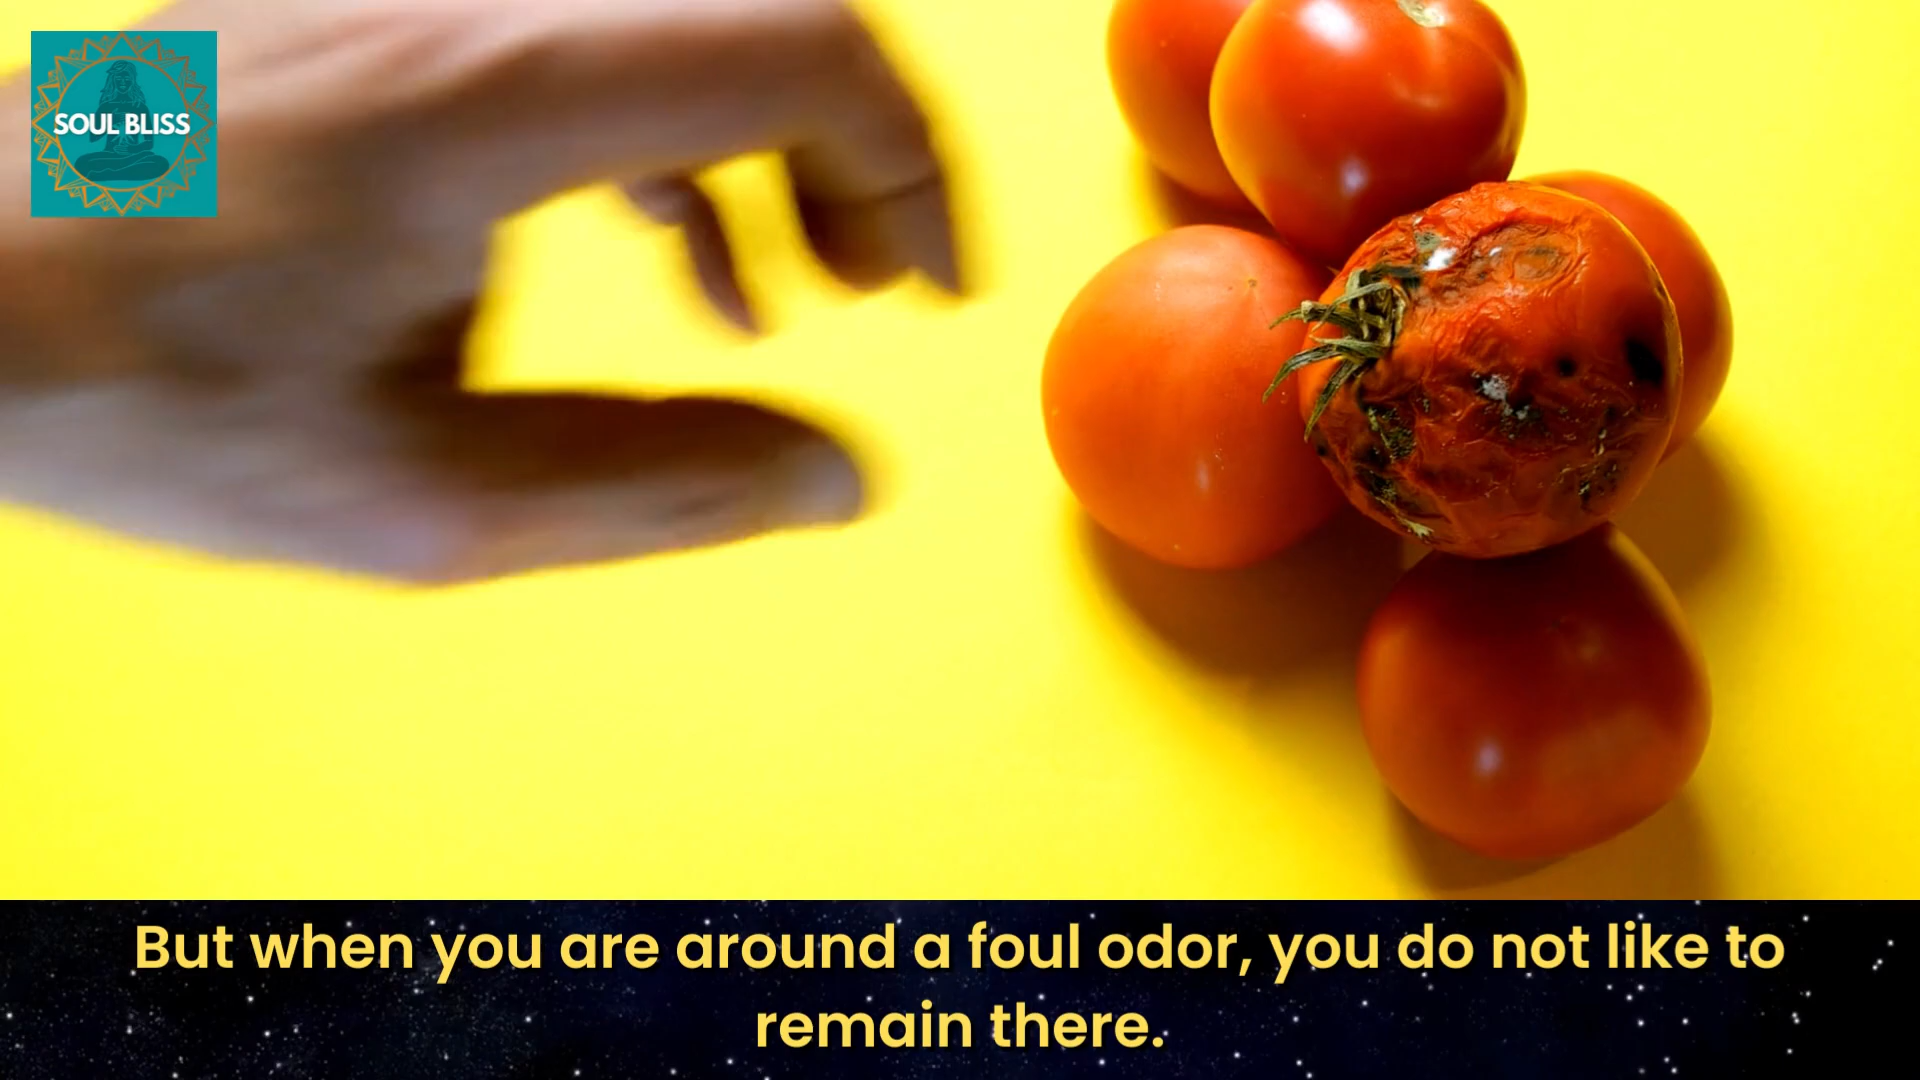 SOUL BLISS
But when you are around a foul odor, you do not like to
remain there.